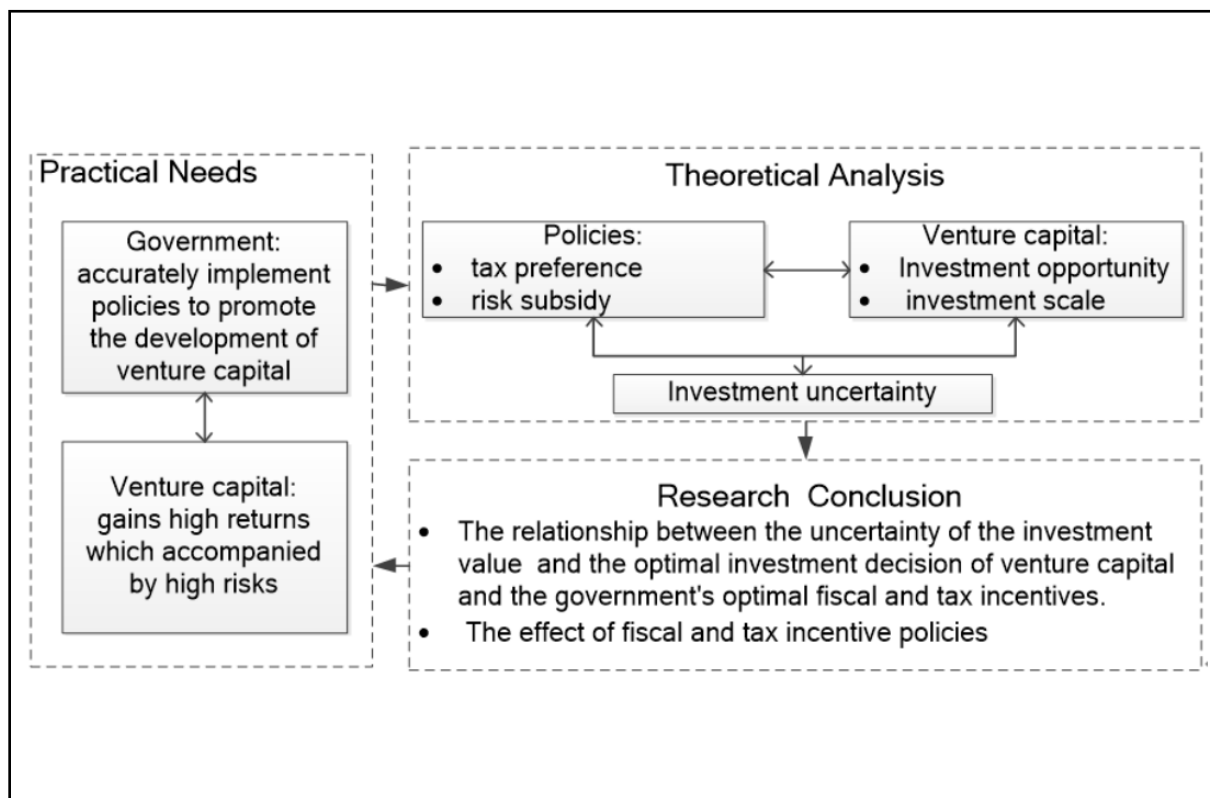 Practical Needs
Government:
accurately implement
policies to promote
the development of
venture capital
Venture capital:
gains high returns
which accompanied
by high risks
Theoretical Analysis
Policies:
• tax preference
• risk subsidy
Venture capital:
• Investment opportunity
• investment scale
Investment uncertainty
Research Conclusion
• The relationship between the uncertainty of the investment
value and the optimal investment decision of venture capital
and the government's optimal fiscal and tax incentives.
• The effect of fiscal and tax incentive policies